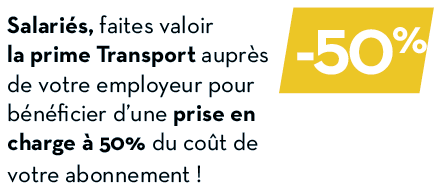 Salariés, faites valoir
la prime Transport auprès
de votre employeur pour
bénéficier d'une prise en
charge à 50% du coût de
votre abonnement !
-50%